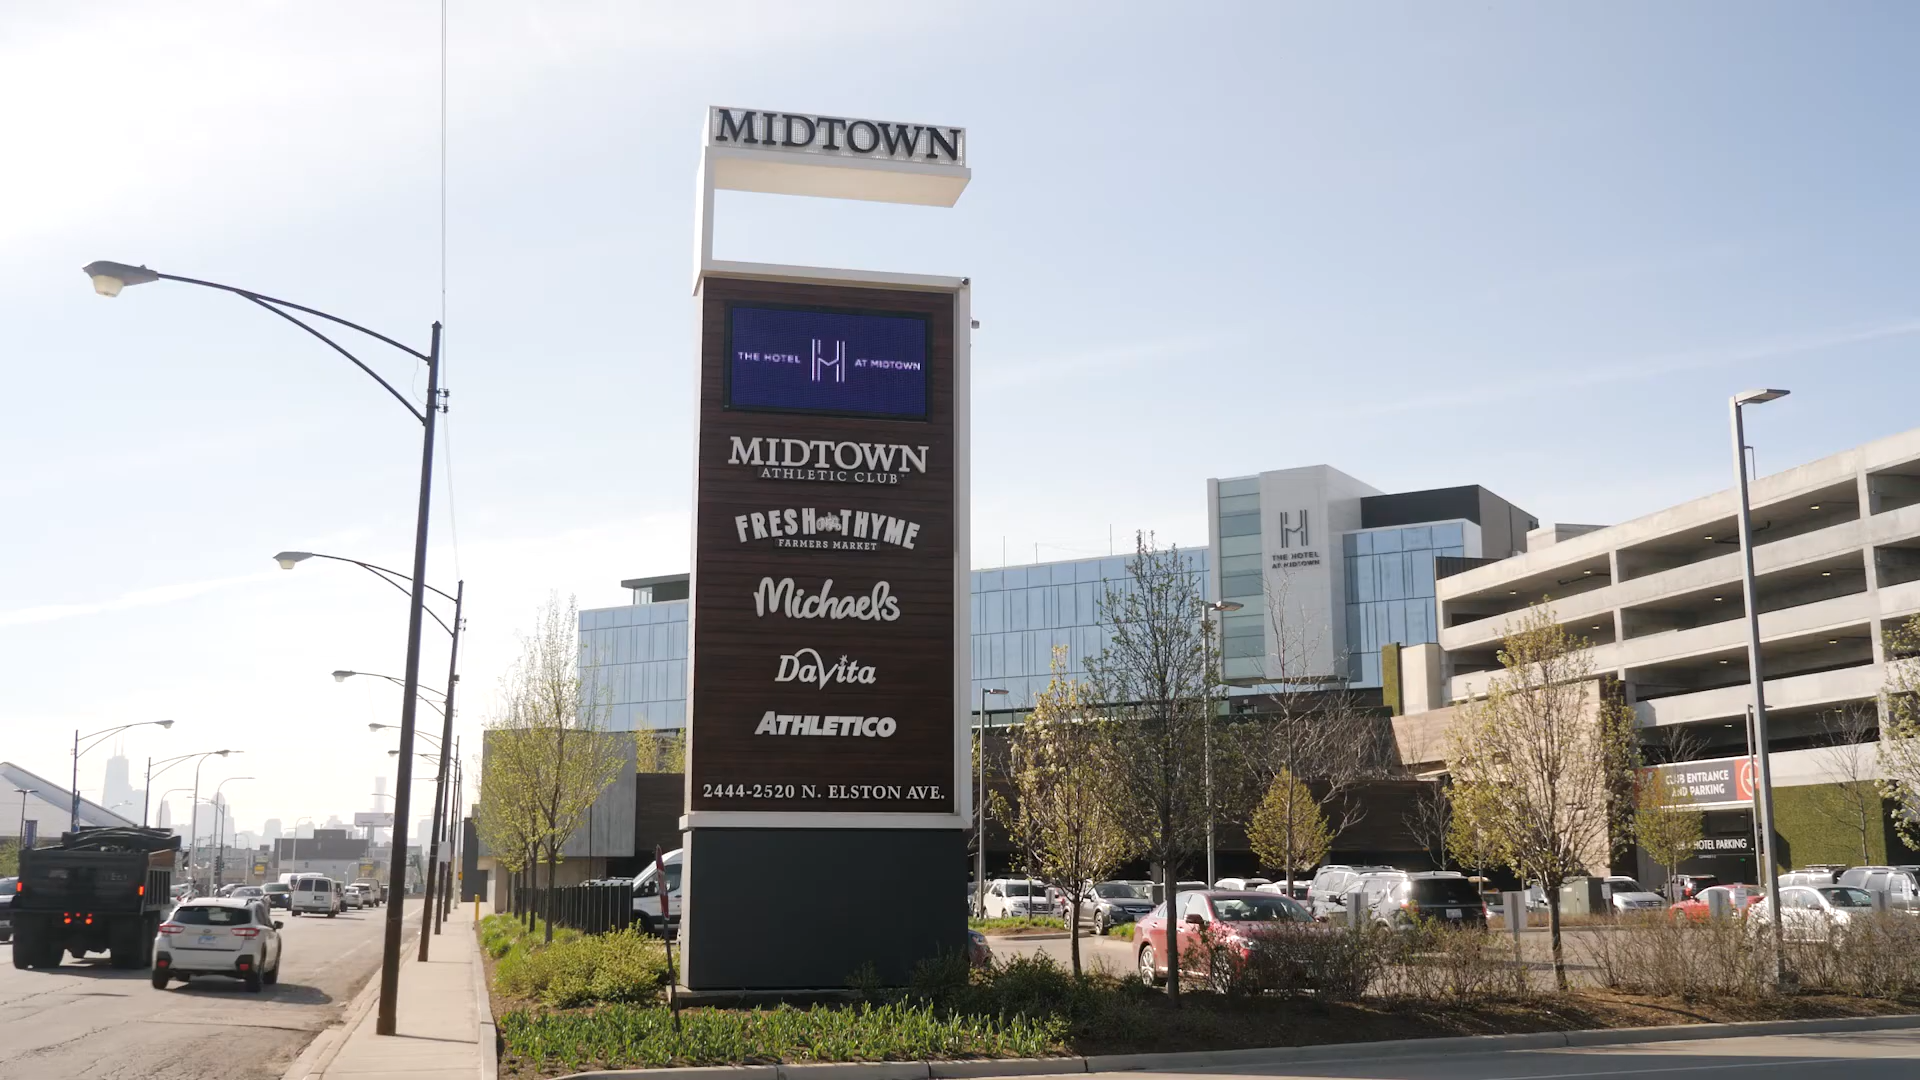 MIDTOWN
THE HOTEL H AT MIDTOWN
MIDTOWN
ATHLETIC CLUB
FRESH THYME
FARMERS MARKET
Michaels
DaVita
ATHLETICO
2444-2520 N. ELSTON AVE.
H
THE HOTEL
AT MIDTOWN
CLUB ENTRANCE
AND PARKING
HOTEL PARKING